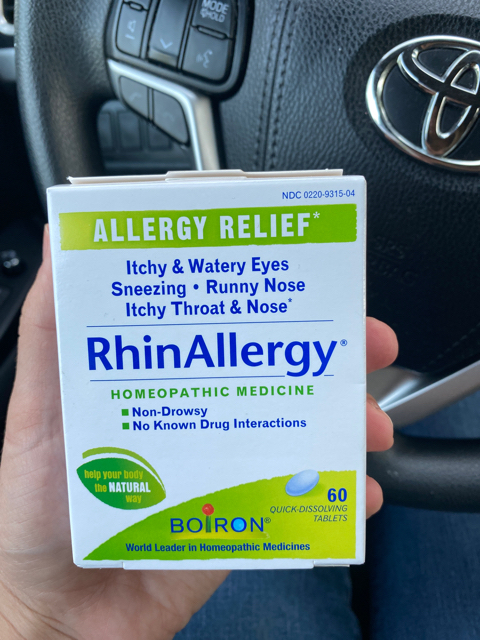 MODE
HOLD
NDC 0220-9315-04
ALLERGY RELIEF*
Itchy & Watery Eyes
Sneezing • Runny Nose
Itchy Throat & Nose*
RhinAllergy®
HOMEOPATHIC MEDICINE
Non-Drowsy
No Known Drug Interactions
help your body
the NATURAL
way
60
QUICK-DISSOLVING
TABLETS
BOIRON®
World Leader in Homeopathic Medicines